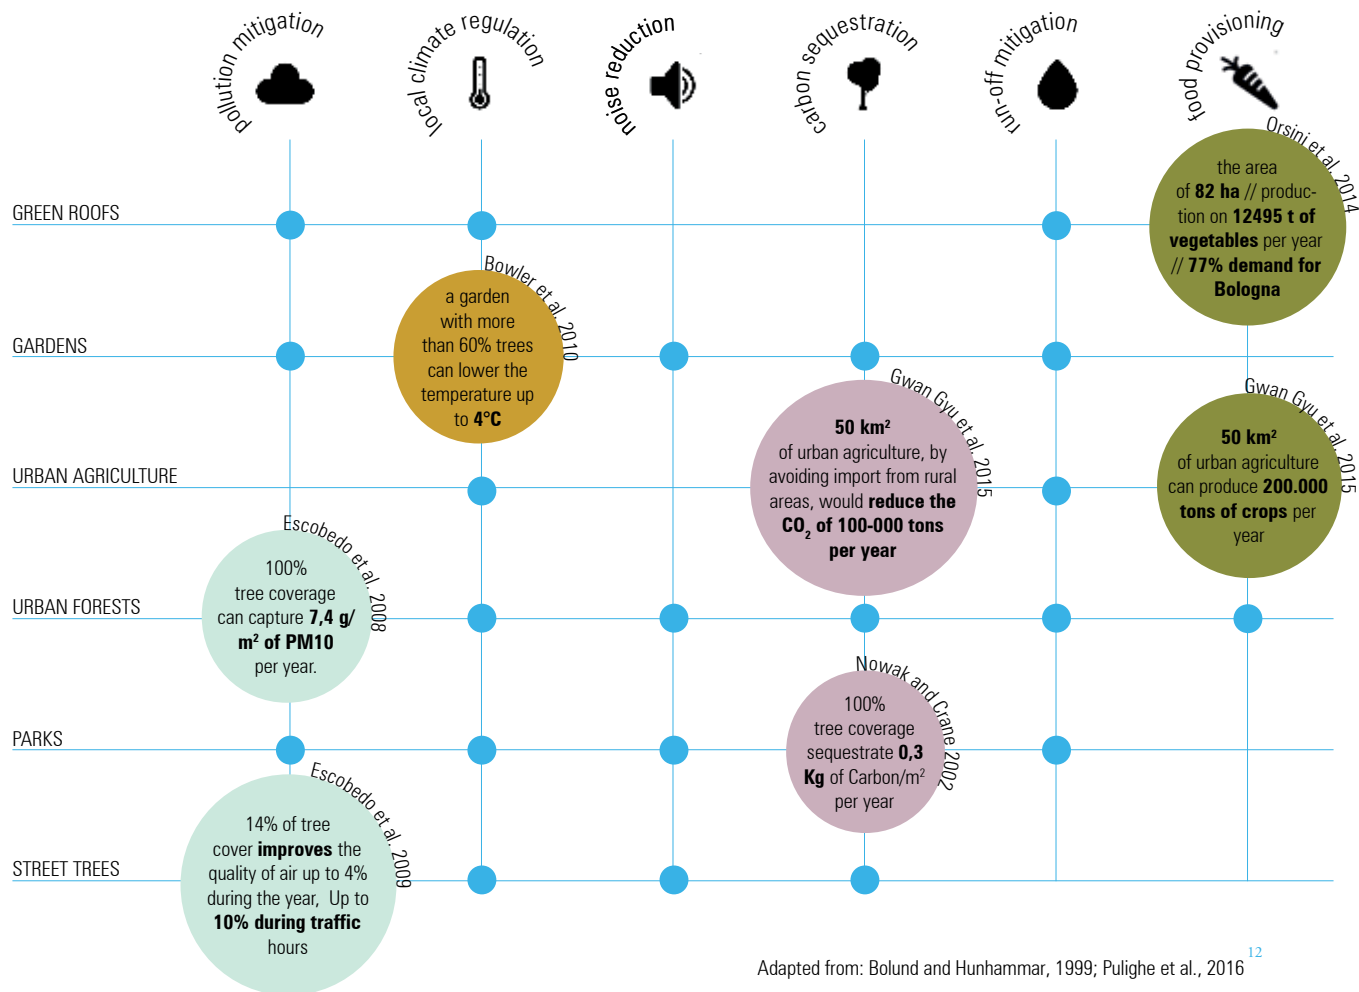 pollution mitigation
local climate regulation
noise reduction
carbon sequestration
run-off mitigation
food provisioning
GREEN ROOFS
Orsini et al. 2014
the area
of 82 ha // produc-
tion on 12495 t of
vegetables per year
// 77% demand for
Bologna
GARDENS
Bowler et al. 2010
a garden
with more
than 60% trees
can lower the
temperature up
to 4°C
URBAN AGRICULTURE
Gwan Gyu et al. 2015
50 km²
of urban agriculture, by
avoiding import from rural
areas, would reduce the
CO₂ of 100-000 tons
per year
Gwan Gyu et al. 2015
50 km²
of urban agriculture
can produce 200.000
tons of crops per
year
URBAN FORESTS
Escobedo et al. 2008
100%
tree coverage
can capture 7,4 g/
m² of PM10
per year.
PARKS
Nowak and Crane 2002
100%
tree coverage
sequestrate 0,3
Kg of Carbon/m²
per year
STREET TREES
Escobedo et al. 2009
14% of tree
cover improves the
quality of air up to 4%
during the year, Up to
10% during traffic
hours
Adapted from: Bolund and Hunhammar, 1999; Pulighe et al., 2016 12